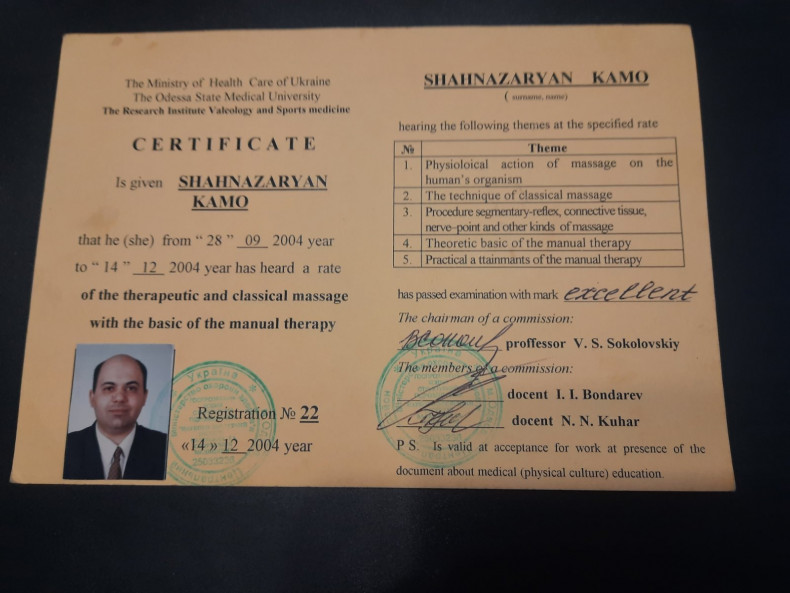 The Ministry of Health Care of Ukraine
The Odessa State Medical University
The Research Institute Valeology and Sports medicine
CERTIFICATE
Is given SHAHNAZARYAN
KAMO
that he (she) from “ 28 ” 09 2004 year
to “ 14 ” 12 2004 year has heard a rate
of the therapeutic and classical massage
with the basic of the manual therapy
Україна
Registration № 22
«14 » 12 2004 year
SHAHNAZARYAN KAMO
( surname, name)
hearing the following themes at the specified rate
№ Theme
1. Physioloical action of massage on the
human's organism
2. The technique of classical massage
3. Procedure segmentary-reflex, connective tissue,
nerve-point and other kinds of massage
4. Theoretic basic of the manual therapy
5. Practical a ttainmants of the manual therapy
has passed examination with mark excellent
The chairman of a commission:
proffessor V. S. Sokolovskiy
Україна
The members of a commission:
docent I. I. Bondarev
docent N. N. Kuhar
P S. Is valid at acceptance for work at presence of the
document about medical (physical culture) education.